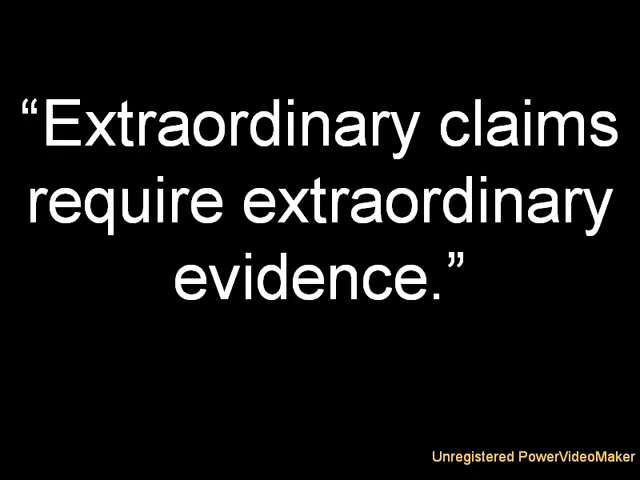 “Extraordinary claims
require extraordinary
evidence.”
Unregistered PowerVideoMaker